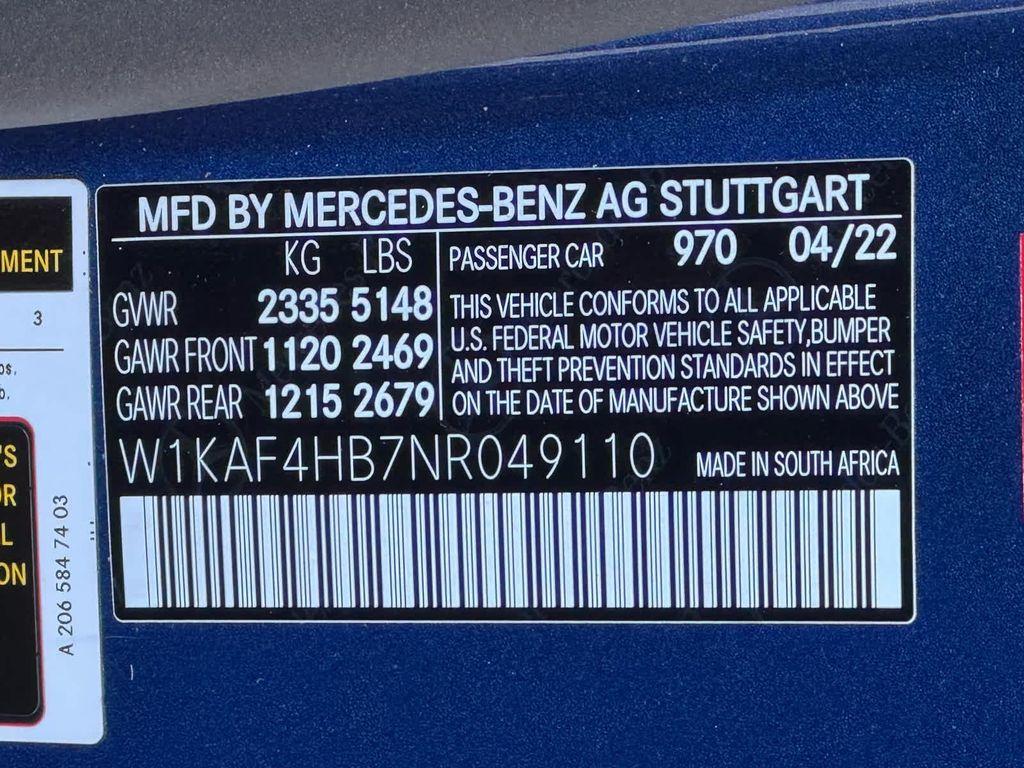 MFD BY MERCEDES-BENZ AG STUTTGART
KG LBS
GVWR 2335 5148
GAWR FRONT 1120 2469
GAWR REAR 1215 2679
PASSENGER CAR 970 04/22
THIS VEHICLE CONFORMS TO ALL APPLICABLE
U.S. FEDERAL MOTOR VEHICLE SAFETY,BUMPER
AND THEFT PREVENTION STANDARDS IN EFFECT
ON THE DATE OF MANUFACTURE SHOWN ABOVE
W1KAF4HB7NR049110 MADE IN SOUTH AFRICA
MENT
3
'S
OR
L
ON
A 206 584 74 03